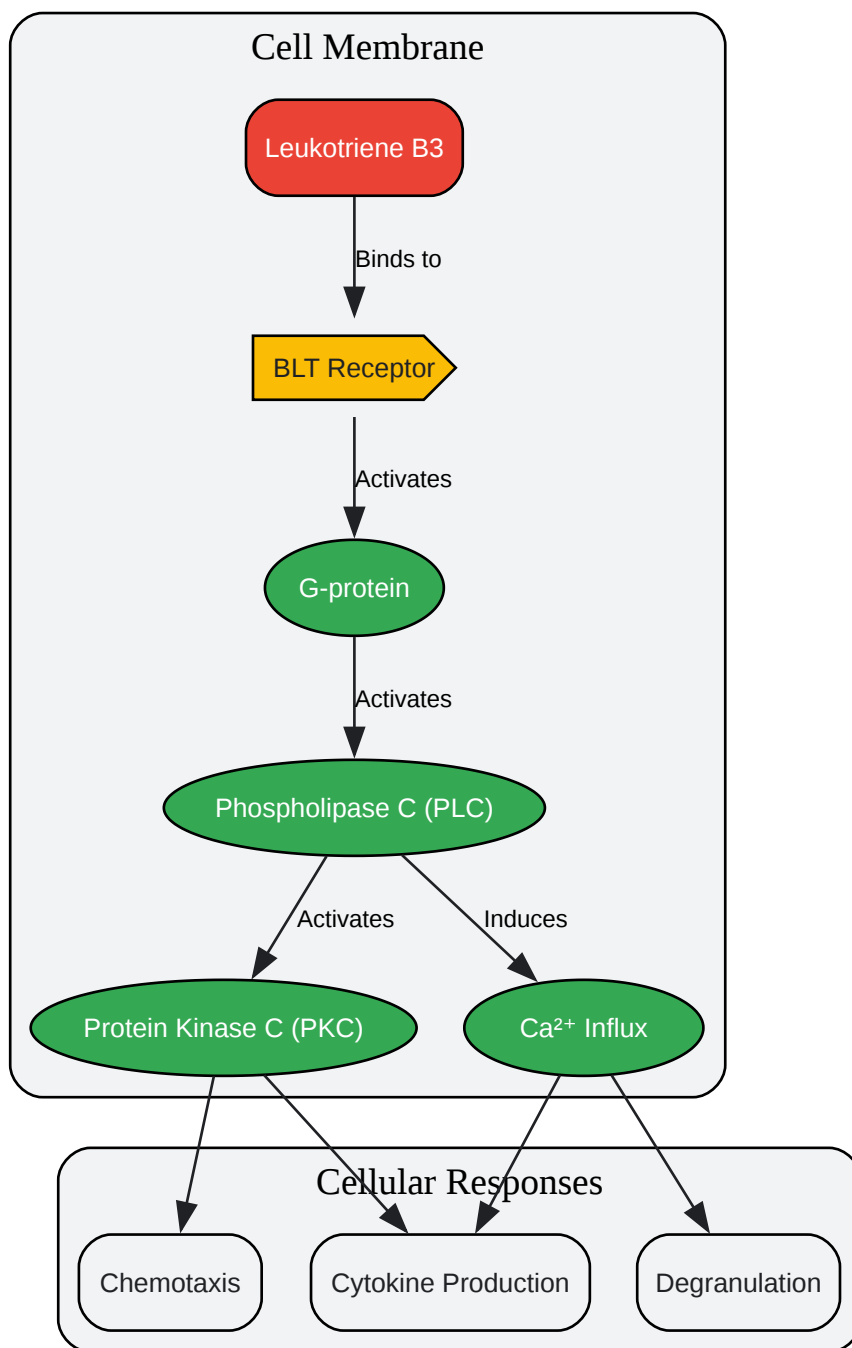 Cell Membrane
Leukotriene B3
Binds to
BLT Receptor
Activates
G-protein
Activates
Phospholipase C (PLC)
Activates
Induces
Protein Kinase C (PKC)
Ca²⁺ Influx
Cellular Responses
Chemotaxis
Cytokine Production
Degranulation